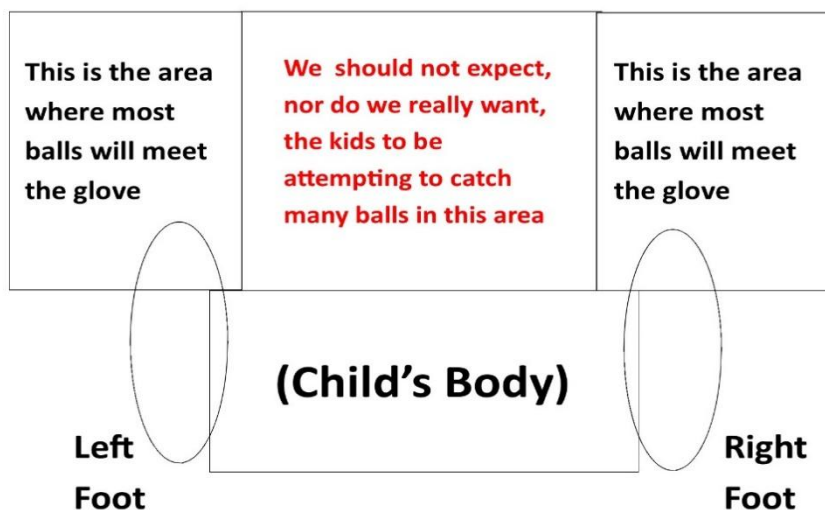 This is the area
where most
balls will meet
the glove
We should not expect,
nor do we really want,
the kids to be
attempting to catch
many balls in this area
This is the area
where most
balls will meet
the glove
(Child’s Body)
Left
Foot
Right
Foot